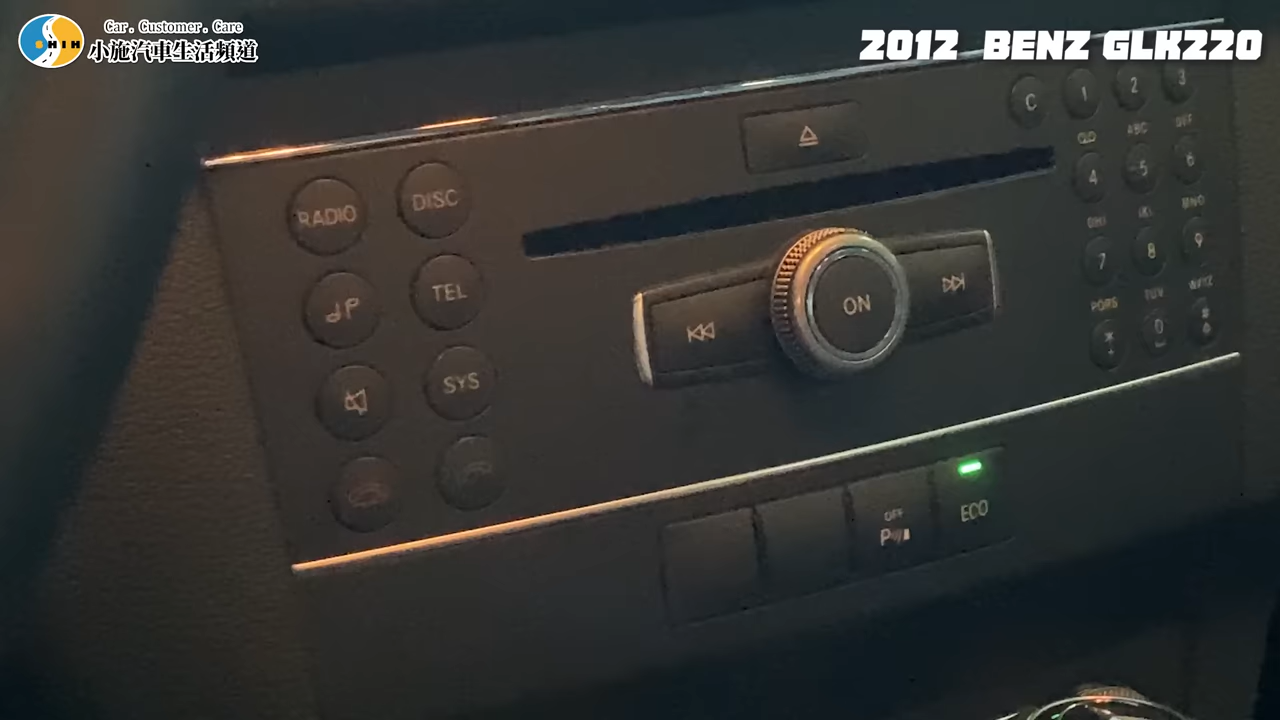 Car. Customer. Care
SHIH
小施汽車生活頻道
2012 BENZ GLK220
RADIO
DISC
TEL
SYS
ON
C
1
2
3
ABC
DEF
4
5
6
GHI
JKL
MNO
7
8
9
PQRS
TUV
WXYZ
*
0
#
OFF
P
ECO